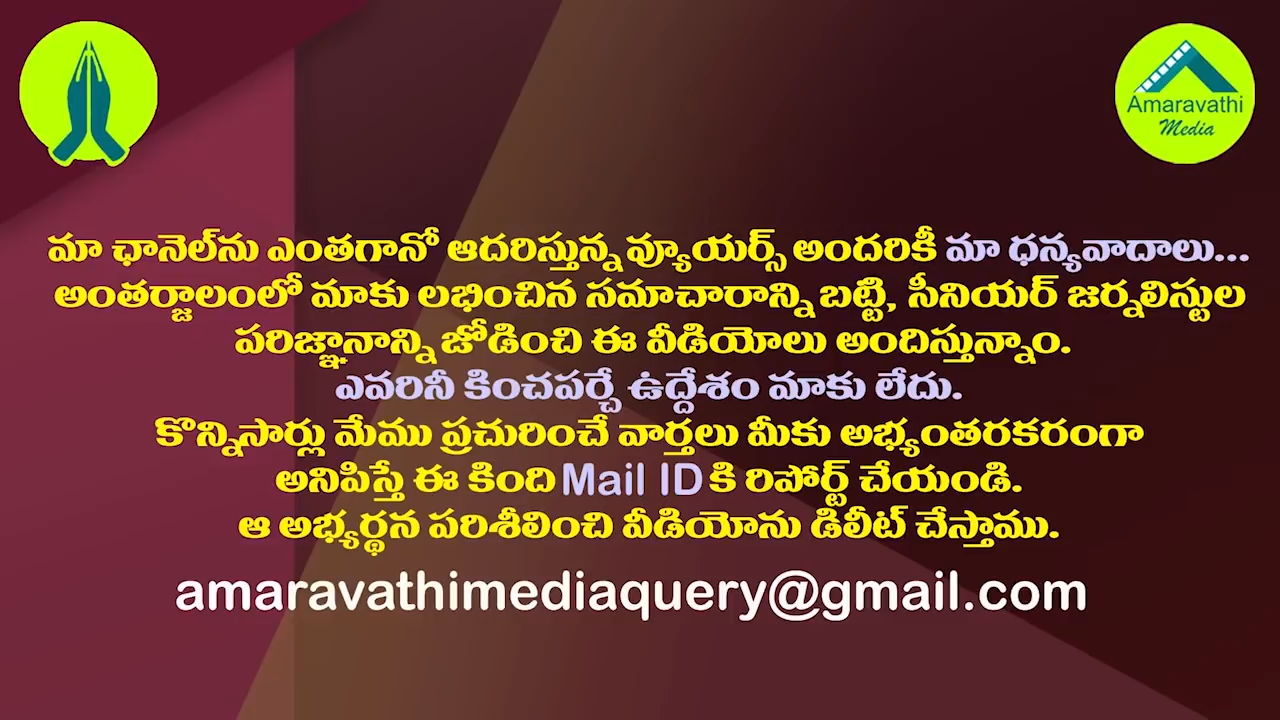 Amaravathi
Media
మా ఛానెల్‌ను ఎంతగానో ఆదరిస్తున్న వ్యూయర్స్ అందరికీ మా ధన్యవాదాలు...
అంతర్జాలంలో మాకు లభించిన సమాచారాన్ని బట్టి, సీనియర్ జర్నలిస్టుల
పరిజ్ఞానాన్ని జోడించి ఈ వీడియోలు అందిస్తున్నాం.
ఎవరినీ కించపర్చే ఉద్దేశం మాకు లేదు.
కొన్నిసార్లు మేము ప్రచురించే వార్తలు మీకు అభ్యంతరకరంగా
అనిపిస్తే ఈ కింది Mail ID కి రిపోర్ట్ చేయండి.
ఆ అభ్యర్థన పరిశీలించి వీడియోను డిలీట్ చేస్తాము.
amaravathimediaquery@gmail.com